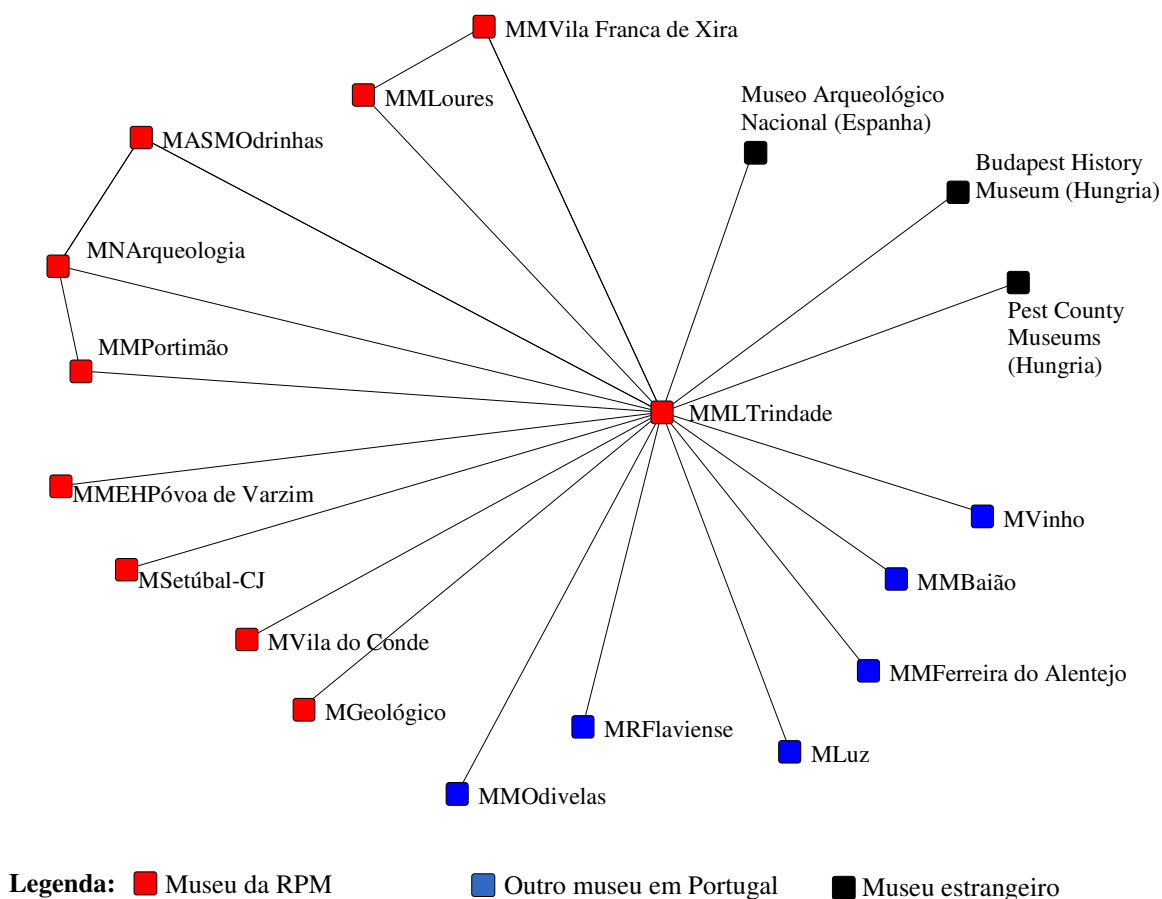 MMVila Franca de Xira
MMLoures
Museo Arqueológico
Nacional (Espanha)
MASMOdrinhas
Budapest History
Museum (Hungria)
MNArqueologia
Pest County
Museums
(Hungria)
MMPortimão
MMLTrindade
MMEHPóvoa de Varzim
MVinho
MSetúbal-CJ
MMBaião
MVila do Conde
MMFerreira do Alentejo
MGeológico
MRFlaviense
MLuz
MMOdivelas
Legenda: Museu da RPM Outro museu em Portugal Museu estrangeiro